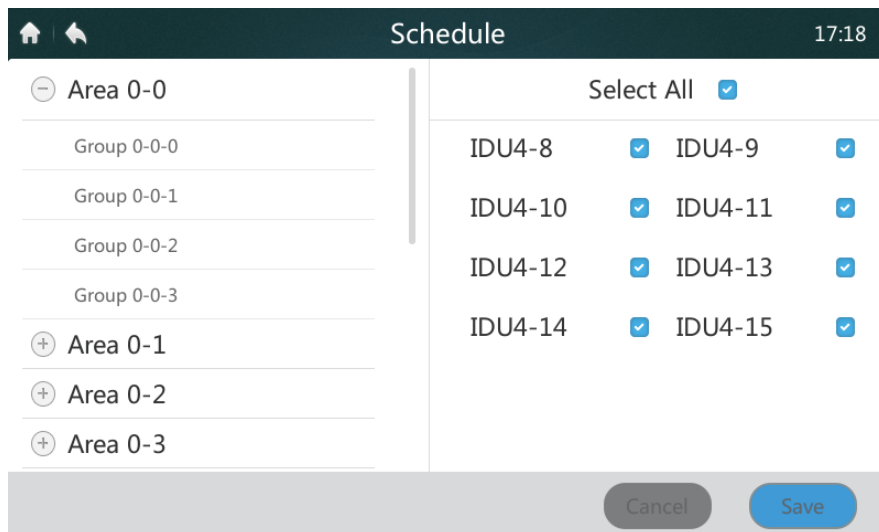 Schedule
17:18
Area 0-0
Group 0-0-0
Group 0-0-1
Group 0-0-2
Group 0-0-3
Area 0-1
Area 0-2
Area 0-3
Select All
IDU4-8 IDU4-9
IDU4-10 IDU4-11
IDU4-12 IDU4-13
IDU4-14 IDU4-15
Cancel Save